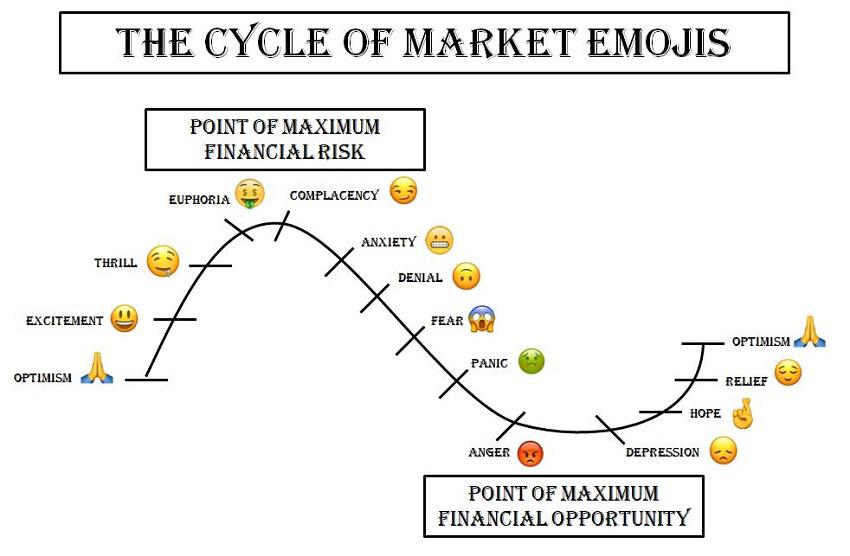 THE CYCLE OF MARKET EMOJIS
POINT OF MAXIMUM
FINANCIAL RISK
EUPHORIA
COMPLACENCY
THRILL
ANXIETY
DENIAL
EXCITEMENT
FEAR
OPTIMISM
OPTIMISM
PANIC
RELIEF
HOPE
ANGER
DEPRESSION
POINT OF MAXIMUM
FINANCIAL OPPORTUNITY